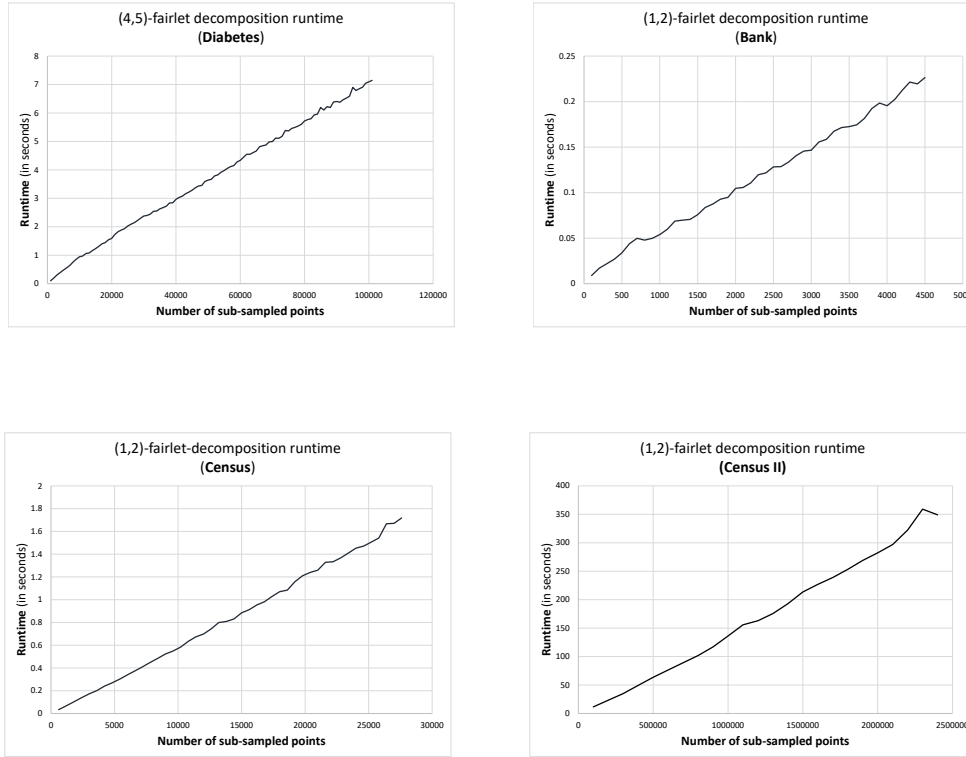 (4,5)-fairlet decomposition runtime
(Diabetes)
8
7
6
5
4
3
2
1
0
Runtime (in seconds)
0 20000 40000 60000 80000 100000 120000
Number of sub-sampled points
(1,2)-fairlet decomposition runtime
(Bank)
0.25
0.2
0.15
0.1
0.05
0
Runtime (in seconds)
0 500 1000 1500 2000 2500 3000 3500 4000 4500 500
Number of sub-sampled points
(1,2)-fairlet-decomposition runtime
(Census)
2
1.8
1.6
1.4
1.2
1
0.8
0.6
0.4
0.2
0
Runtime (in seconds)
0 5000 10000 15000 20000 25000 30000
Number of sub-sampled points
(1,2)-fairlet decomposition runtime
(Census II)
400
350
300
250
200
150
100
50
0
Runtime (in seconds)
0 500000 1000000 1500000 2000000 2500000
Number of sub-sampled points